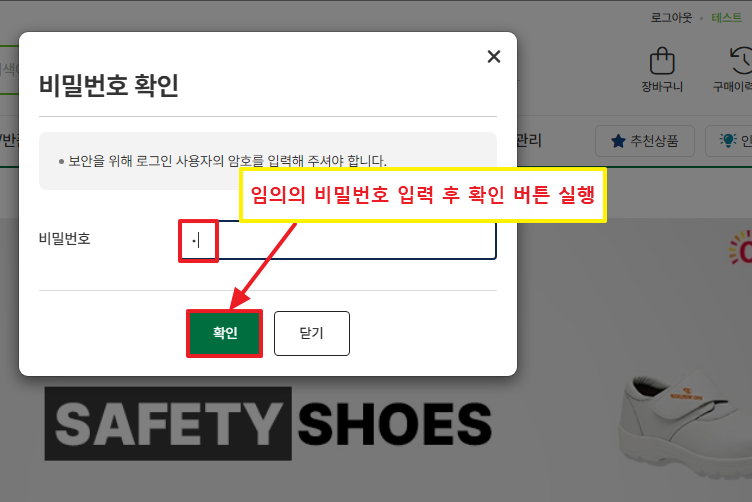 로그아웃 • 테스트
장바구니
구매이력
비밀번호 확인
관리
추천상품
• 보안을 위해 로그인 사용자의 암호를 입력해 주셔야 합니다.
임의의 비밀번호 입력 후 확인 버튼 실행
비밀번호
확인
닫기
SAFETY SHOES